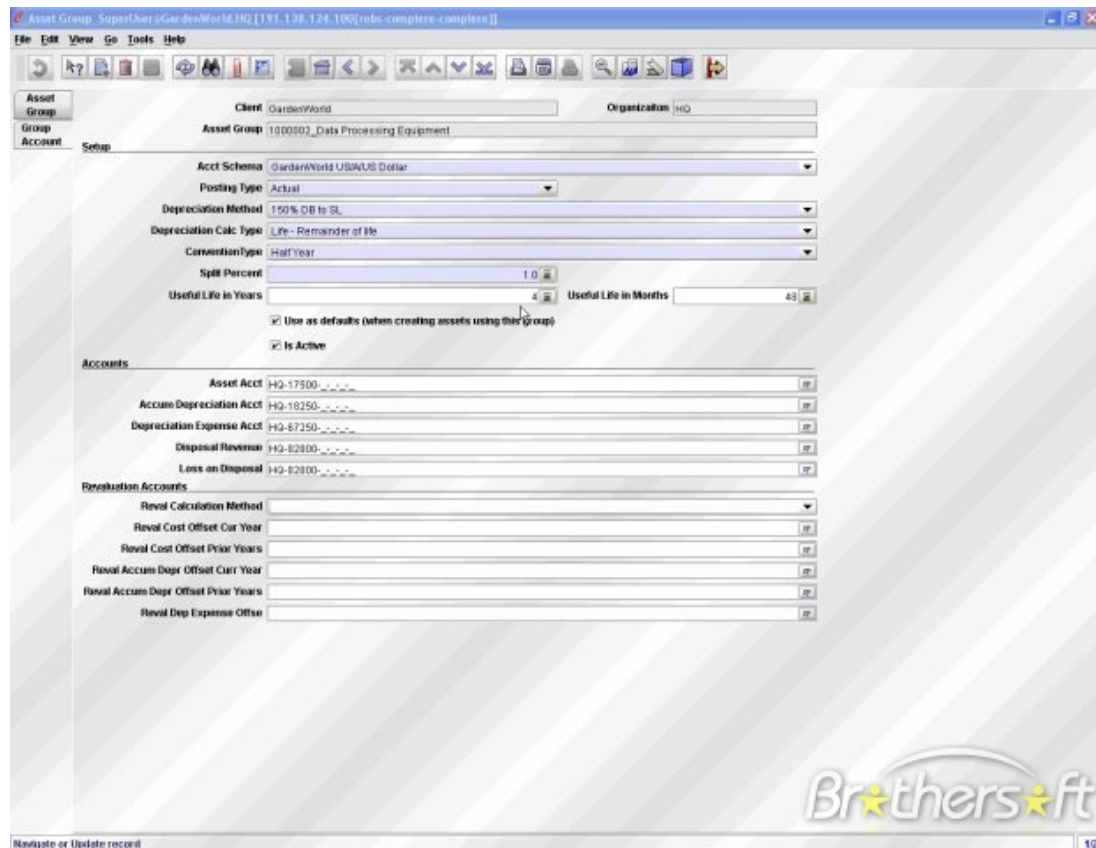 Asset Group SuperUser@GardenWorld.HQ [191.138.124.100{robs-compiere-compiere}]
File Edit View Go Tools Help
Asset Group
Group Account
Client GardenWorld Organizaiton HQ
Asset Group 1000002_Data Processing Equipment
Setup
Acct Schema GardenWorld US/A/US Dollar
Posting Type Actual
Depreciation Method 150% DB to SL
Depreciation Calc Type Life - Remainder of life
ConventionType Half Year
Split Percent 1.0
Useful Life in Years 4 Useful Life in Months 48
Use as defaults (when creating assets using this group)
Is Active
Accounts
Asset Acct HQ-17500-_-_-_-_
Accum Depreciation Acct HQ-18250-_-_-_-_
Depreciation Expense Acct HQ-67250-_-_-_-_
Disposal Revenue HQ-82800-_-_-_-_
Loss on Disposal HQ-82800-_-_-_-_
Revaluation Accounts
Reval Calculation Method
Reval Cost Offset Cur Year
Reval Cost Offset Prior Years
Reval Accum Depr Offset Curr Year
Reval Accum Depr Offset Prior Years
Reval Dep Expense Offse
Brothersoft
Navigate or Update record